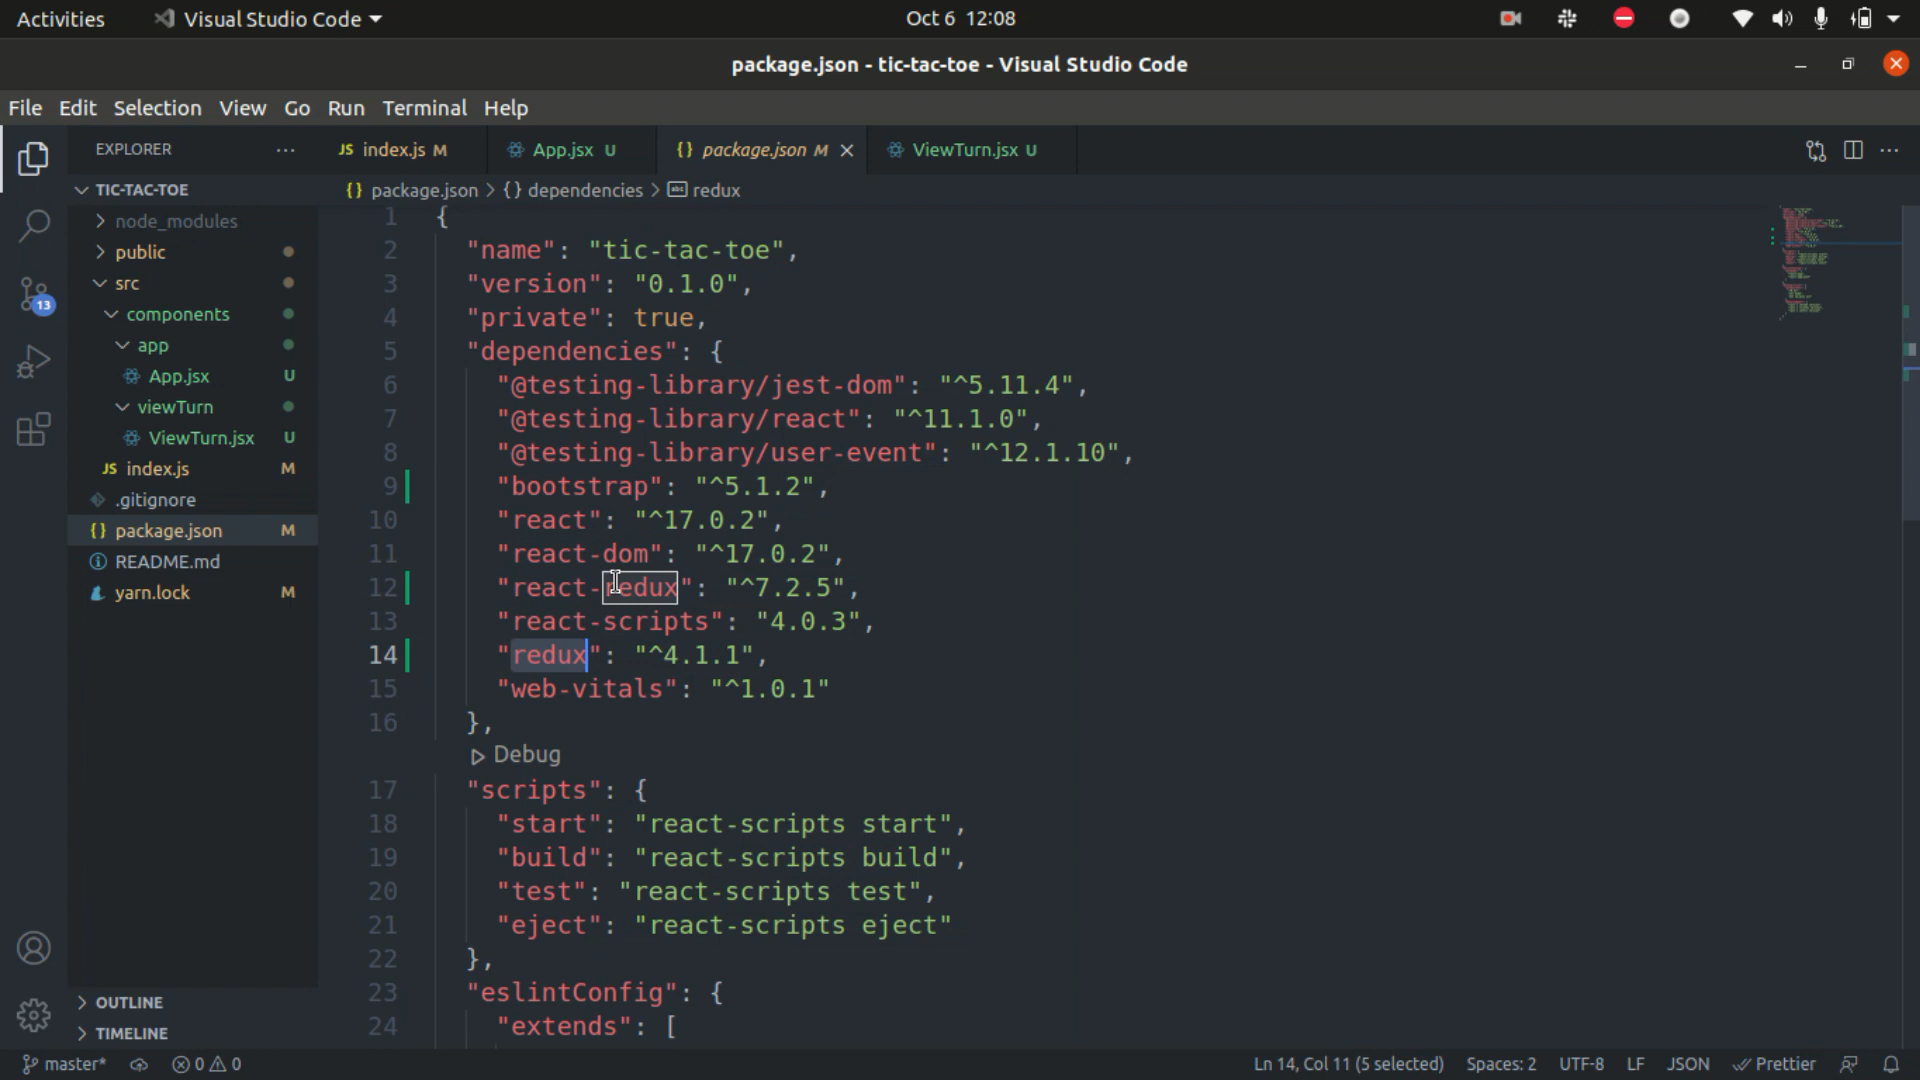 Activities
Visual Studio Code
Oct 6 12:08
package.json - tic-tac-toe - Visual Studio Code
File Edit Selection View Go Run Terminal Help
EXPLORER
JS index.js M
App.jsx U
{} package.json M
ViewTurn.jsx U
TIC-TAC-TOE
{} package.json > {} dependencies > abc redux
node_modules
public
src
components
app
App.jsx U
viewTurn
ViewTurn.jsx U
JS index.js M
.gitignore
{} package.json M
README.md
yarn.lock M
13
OUTLINE
TIMELINE
1 {
2 "name": "tic-tac-toe",
3 "version": "0.1.0",
4 "private": true,
5 "dependencies": {
6 "@testing-library/jest-dom": "^5.11.4",
7 "@testing-library/react": "^11.1.0",
8 "@testing-library/user-event": "^12.1.10",
9 "bootstrap": "^5.1.2",
10 "react": "^17.0.2",
11 "react-dom": "^17.0.2",
12 "react-redux": "^7.2.5",
13 "react-scripts": "4.0.3",
14 "redux": "^4.1.1",
15 "web-vitals": "^1.0.1"
16 },
Debug
17 "scripts": {
18 "start": "react-scripts start",
19 "build": "react-scripts build",
20 "test": "react-scripts test",
21 "eject": "react-scripts eject"
22 },
23 "eslintConfig": {
24 "extends": [
master* 0 0 Ln 14, Col 11 (5 selected) Spaces: 2 UTF-8 LF JSON Prettier